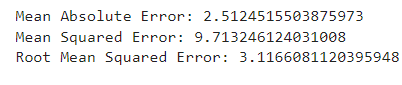 Mean Absolute Error: 2.5124515503875973
Mean Squared Error: 9.713246124031008
Root Mean Squared Error: 3.1166081120395948